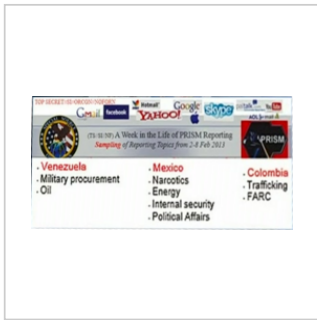 TOP SECRET//SI//ORCON//NOFORN
Gmail facebook Hotmail YAHOO! Google skype paltalk YouTube
AOL mail
(TS//SI//NF) A Week in the Life of PRISM Reporting
Sampling of Reporting Topics from 2-8 Feb 2013
PRISM
. Venezuela
. Military procurement
. Oil
. Mexico
. Narcotics
. Energy
. Internal security
. Political Affairs
. Colombia
. Trafficking
. FARC